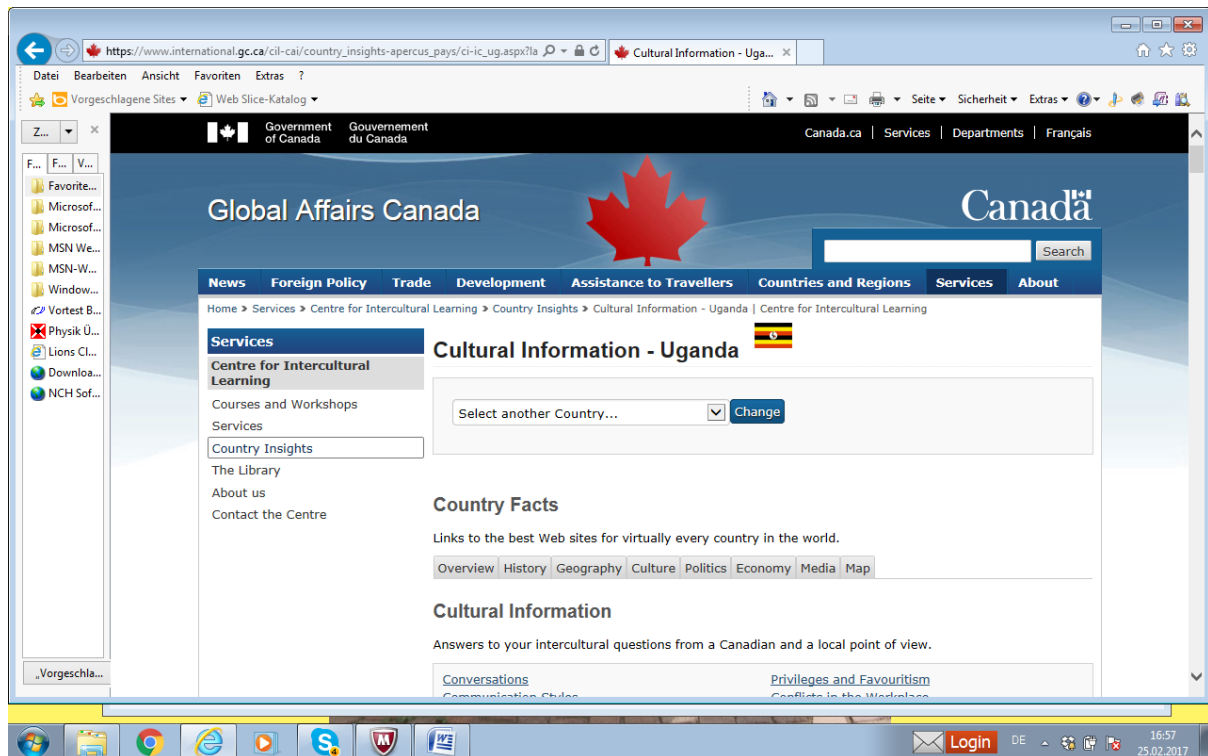 https://www.international.gc.ca/cil-cai/country_insights-apercus_pays/ci-ic_ug.aspx?la
Cultural Information - Uga...
Datei Bearbeiten Ansicht Favoriten Extras ?
Vorgeschlagene Sites Web Slice-Katalog
Seite Sicherheit Extras
Z...
F... F... V...
Favorite...
Microsof...
Microsof...
MSN We...
MSN-W...
Window...
Vortest B...
Physik Ü...
Lions Cl...
Downloa...
NCH Sof...
„Vorgeschla...
Government of Canada
Gouvernement du Canada
Canada.ca | Services | Departments | Français
Global Affairs Canada
Canada
Search
News Foreign Policy Trade Development Assistance to Travellers Countries and Regions Services About
Home > Services > Centre for Intercultural Learning > Country Insights > Cultural Information - Uganda | Centre for Intercultural Learning
Services
Centre for Intercultural
Learning
Courses and Workshops
Services
Country Insights
The Library
About us
Contact the Centre
Cultural Information - Uganda
Select another Country...
Change
Country Facts
Links to the best Web sites for virtually every country in the world.
Overview History Geography Culture Politics Economy Media Map
Cultural Information
Answers to your intercultural questions from a Canadian and a local point of view.
Conversations
Privileges and Favouritism
Communication Styles
Conflicts in the Workplace
Login
DE
16:57
25.02.2017